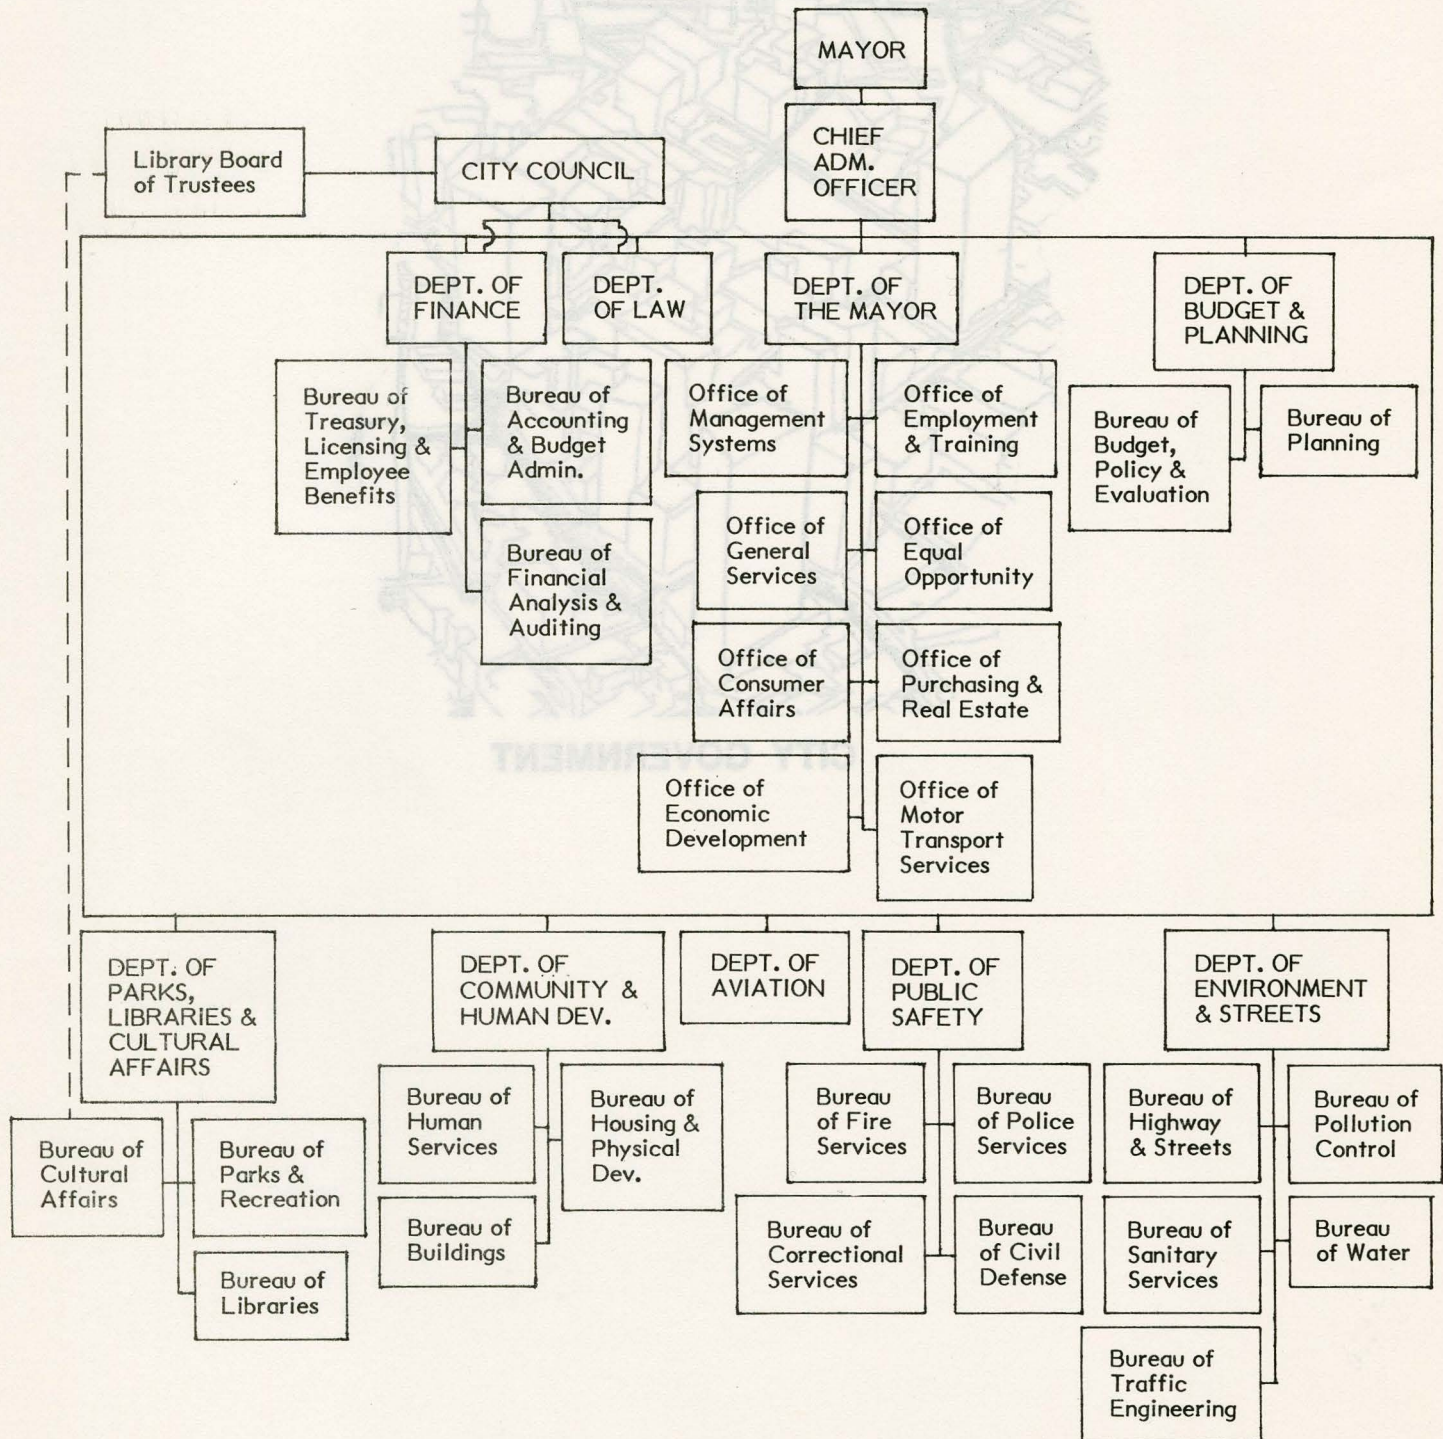 MAYOR
CHIEF
ADM.
OFFICER
Library Board
of Trustees
CITY COUNCIL
DEPT. OF
FINANCE
DEPT.
OF LAW
DEPT. OF
THE MAYOR
DEPT. OF
BUDGET &
PLANNING
Bureau of
Treasury,
Licensing &
Employee
Benefits
Bureau of
Accounting
& Budget
Admin.
Bureau of
Financial
Analysis &
Auditing
Office of
Management
Systems
Office of
Employment
& Training
Office of
General
Services
Office of
Equal
Opportunity
Office of
Consumer
Affairs
Office of
Purchasing &
Real Estate
Office of
Economic
Development
Office of
Motor
Transport
Services
Bureau of
Budget,
Policy &
Evaluation
Bureau of
Planning
CITY GOVERNMENT
DEPT. OF
PARKS,
LIBRARIES &
CULTURAL
AFFAIRS
DEPT. OF
COMMUNITY &
HUMAN DEV.
DEPT. OF
AVIATION
DEPT. OF
PUBLIC
SAFETY
DEPT. OF
ENVIRONMENT
& STREETS
Bureau of
Cultural
Affairs
Bureau of
Parks &
Recreation
Bureau of
Libraries
Bureau of
Human
Services
Bureau of
Housing &
Physical
Dev.
Bureau of
Buildings
Bureau
of Fire
Services
Bureau
of Police
Services
Bureau of
Correctional
Services
Bureau
of Civil
Defense
Bureau of
Highway
& Streets
Bureau of
Pollution
Control
Bureau of
Sanitary
Services
Bureau
of Water
Bureau of
Traffic
Engineering